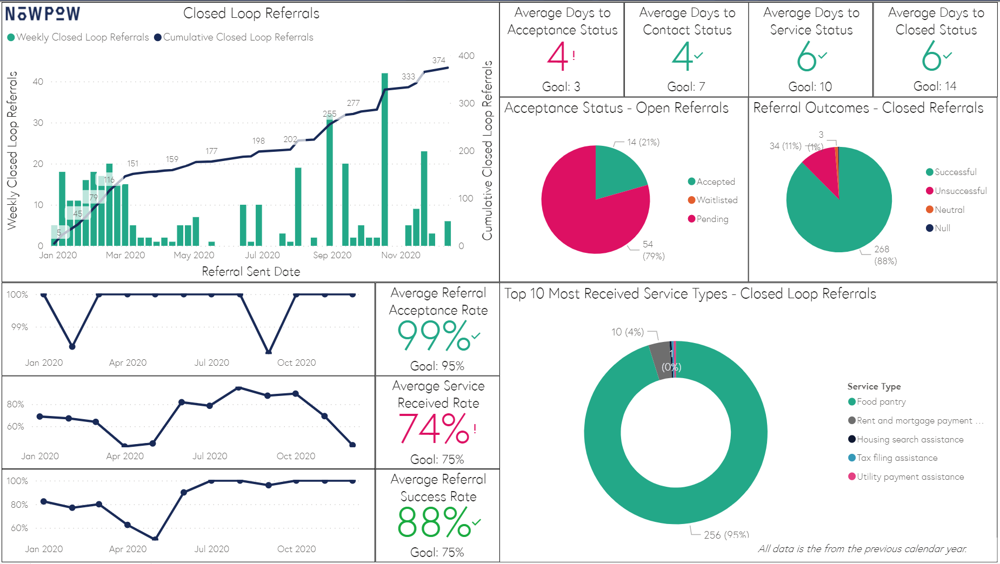 NOWPOW
Closed Loop Referrals
Weekly Closed Loop Referrals
Cumulative Closed Loop Referrals
Weekly Closed Loop Referrals
40
30
20
10
0
5
45
79
116
151
159
177
198
202
255
277
333
374
400
300
200
100
0
Cumulative Closed Loop Referrals
Jan 2020
Mar 2020
May 2020
Jul 2020
Sep 2020
Nov 2020
Referral Sent Date
Average Days to
Acceptance Status
4!
Goal: 3
Average Days to
Contact Status
4
Goal: 7
Average Days to
Service Status
6
Goal: 10
Average Days to
Closed Status
6
Goal: 14
Acceptance Status - Open Referrals
14 (21%)
54
(79%)
Accepted
Waitlisted
Pending
Referral Outcomes - Closed Referrals
3
(1%)
34 (11%)
268
(88%)
Successful
Unsuccessful
Neutral
Null
100%
99%
Jan 2020
Apr 2020
Jul 2020
Oct 2020
Average Referral
Acceptance Rate
99%
Goal: 95%
80%
60%
Jan 2020
Apr 2020
Jul 2020
Oct 2020
Average Service
Received Rate
74%!
Goal: 75%
100%
80%
60%
Jan 2020
Apr 2020
Jul 2020
Oct 2020
Average Referral
Success Rate
88%
Goal: 75%
Top 10 Most Received Service Types - Closed Loop Referrals
10 (4%)
1
(0%)
256 (95%)
Service Type
Food pantry
Rent and mortgage payment ...
Housing search assistance
Tax filing assistance
Utility payment assistance
All data is the from the previous calendar year.